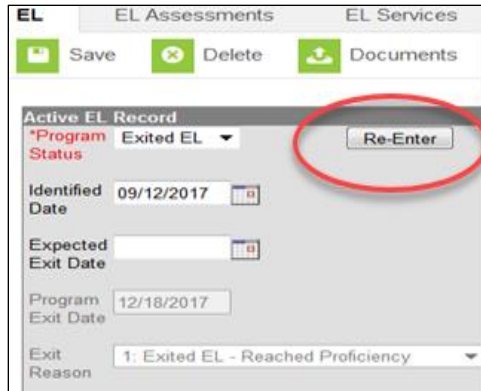 EL EL Assessments EL Services
Save Delete Documents
Active EL Record
*Program Status Exited EL Re-Enter
Identified Date 09/12/2017
Expected Exit Date
Program Exit Date 12/18/2017
Exit Reason 1: Exited EL - Reached Proficiency